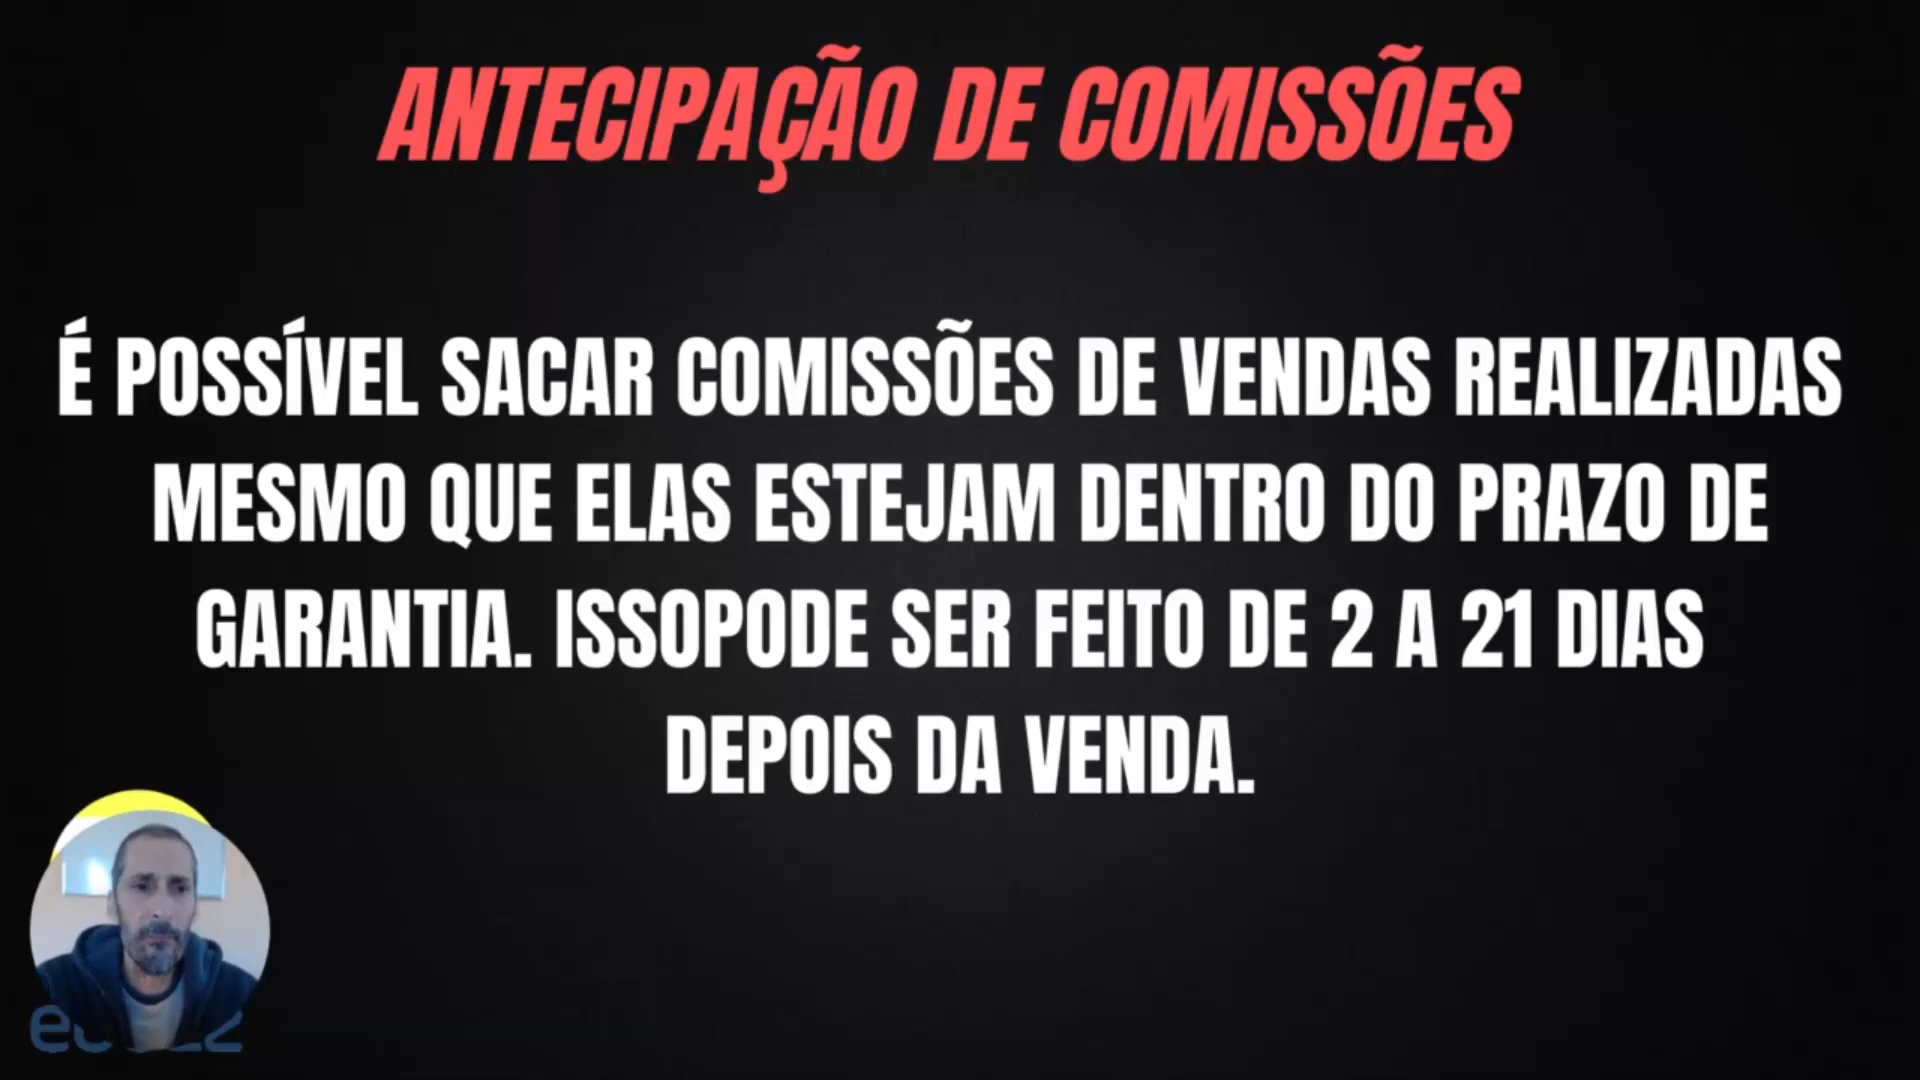 ANTECIPAÇÃO DE COMISSÕES
É POSSÍVEL SACAR COMISSÕES DE VENDAS REALIZADAS
MESMO QUE ELAS ESTEJAM DENTRO DO PRAZO DE
GARANTIA. ISSOPODE SER FEITO DE 2 A 21 DIAS
DEPOIS DA VENDA.